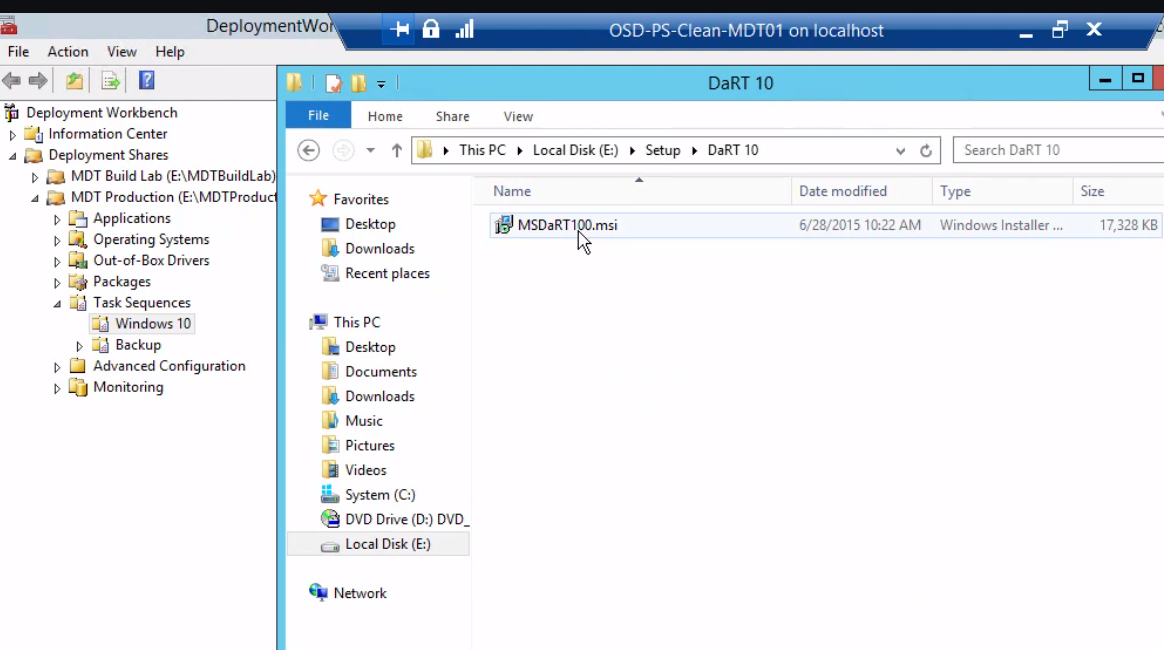 DeploymentWor
OSD-PS-Clean-MDT01 on localhost
File Action View Help
Deployment Workbench
Information Center
Deployment Shares
MDT Build Lab (E:\MDTBuildLab)
MDT Production (E:\MDTProduct
Applications
Operating Systems
Out-of-Box Drivers
Packages
Task Sequences
Windows 10
Backup
Advanced Configuration
Monitoring
DaRT 10
File Home Share View
This PC Local Disk (E:) Setup DaRT 10
Search DaRT 10
Favorites
Desktop
Downloads
Recent places
This PC
Desktop
Documents
Downloads
Music
Pictures
Videos
System (C:)
DVD Drive (D:) DVD_
Local Disk (E:)
Network
Name Date modified Type Size
MSDaRT100.msi 6/28/2015 10:22 AM Windows Installer ... 17,328 KB